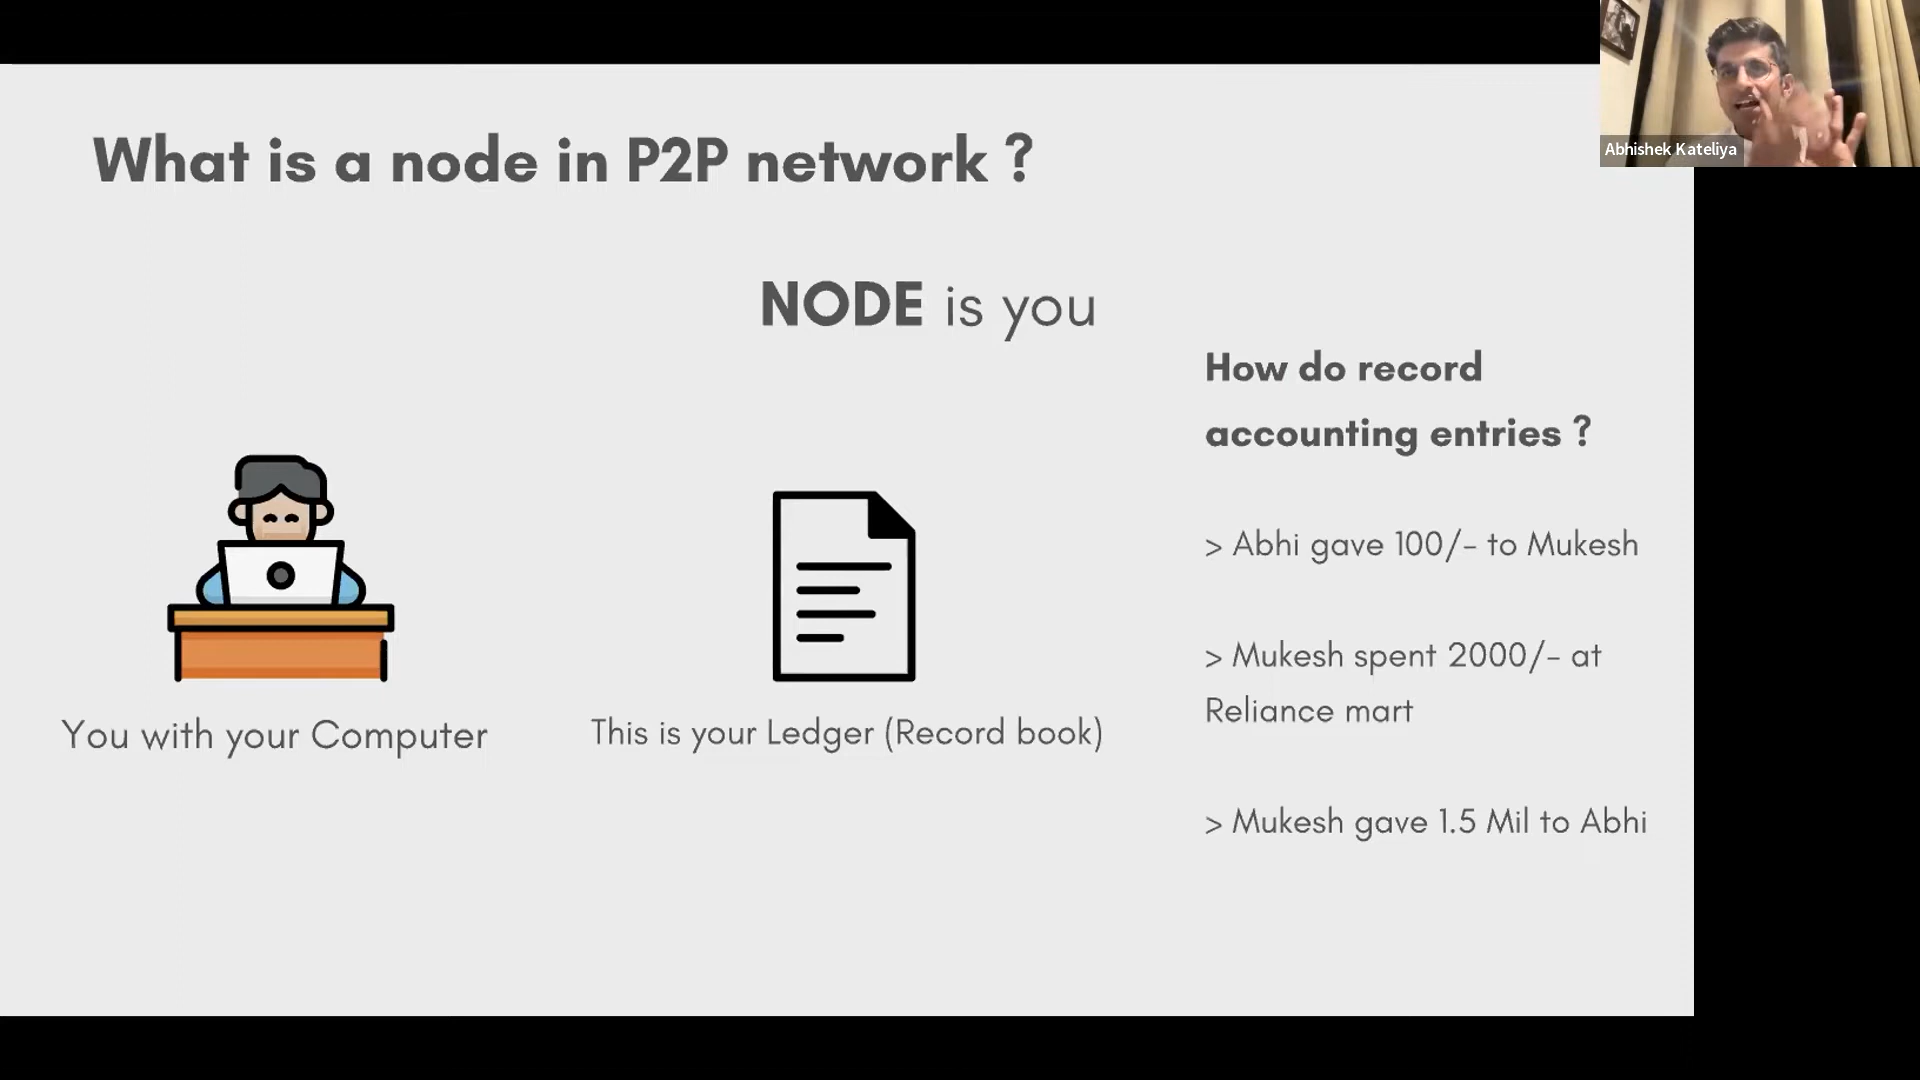 Abhishek Kateliya
What is a node in P2P network ?
NODE is you
How do record
accounting entries ?
> Abhi gave 100/- to Mukesh
> Mukesh spent 2000/- at
Reliance mart
> Mukesh gave 1.5 Mil to Abhi
You with your Computer
This is your Ledger (Record book)